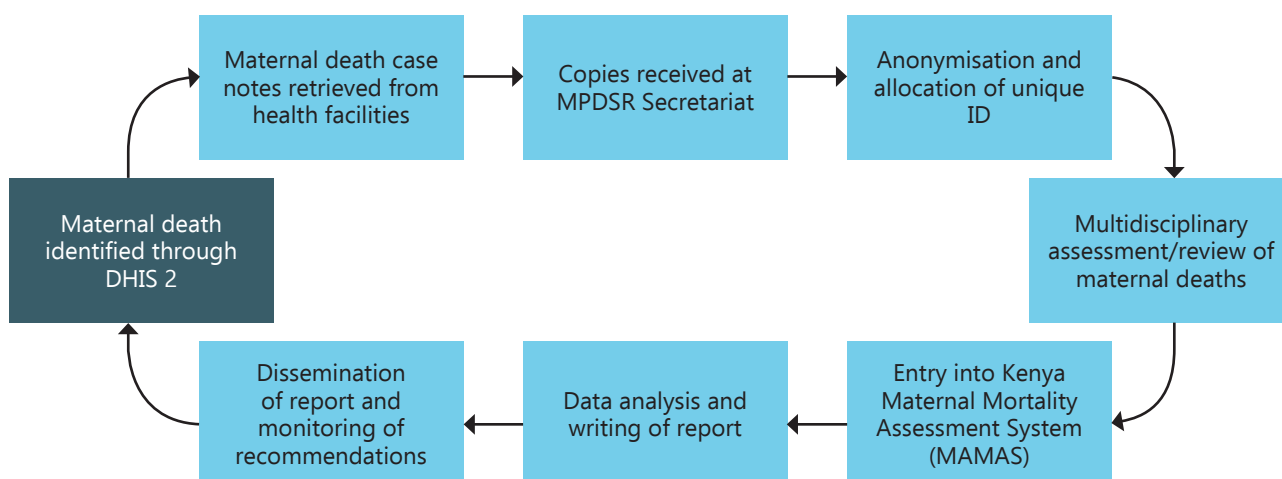 Maternal death
identified through
DHIS 2
Maternal death case
notes retrieved from
health facilities
Copies received at
MPDSR Secretariat
Anonymisation and
allocation of unique
ID
Multidisciplinary
assessment/review of
maternal deaths
Entry into Kenya
Maternal Mortality
Assessment System
(MAMAS)
Data analysis and
writing of report
Dissemination
of report and
monitoring of
recommendations